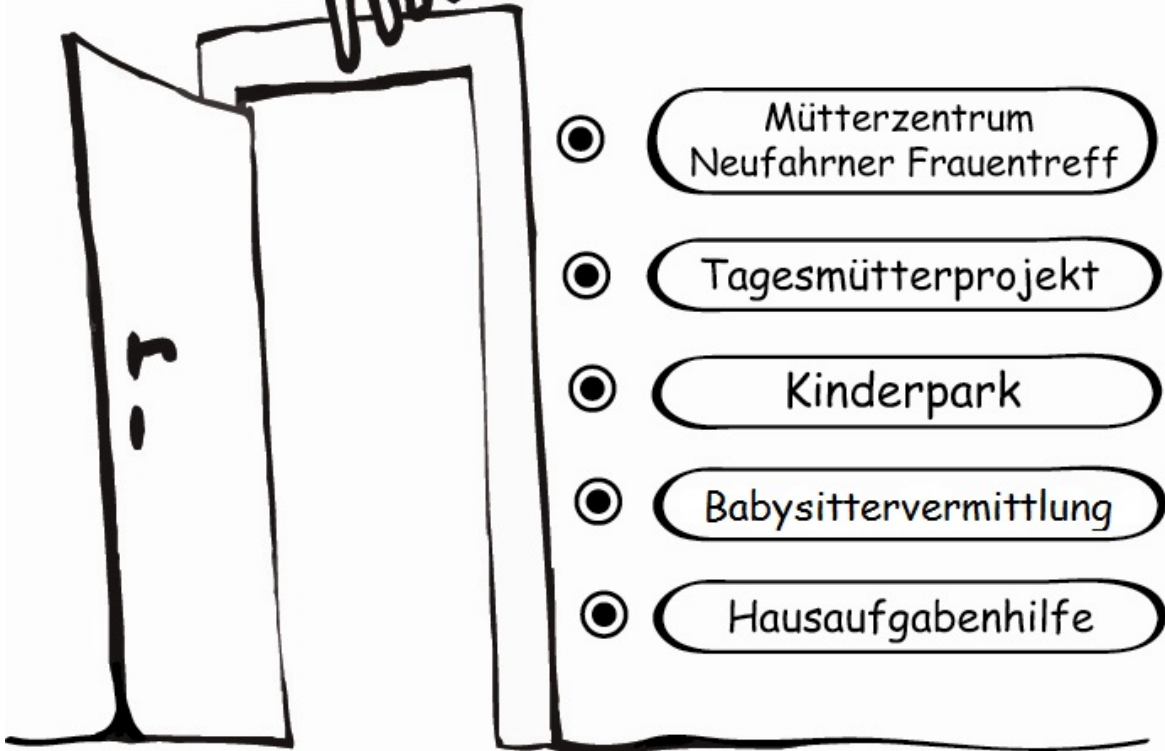 Mütterzentrum
Neufahrner Frauentreff
Tagesmütterprojekt
Kinderpark
Babysittervermittlung
Hausaufgabenhilfe